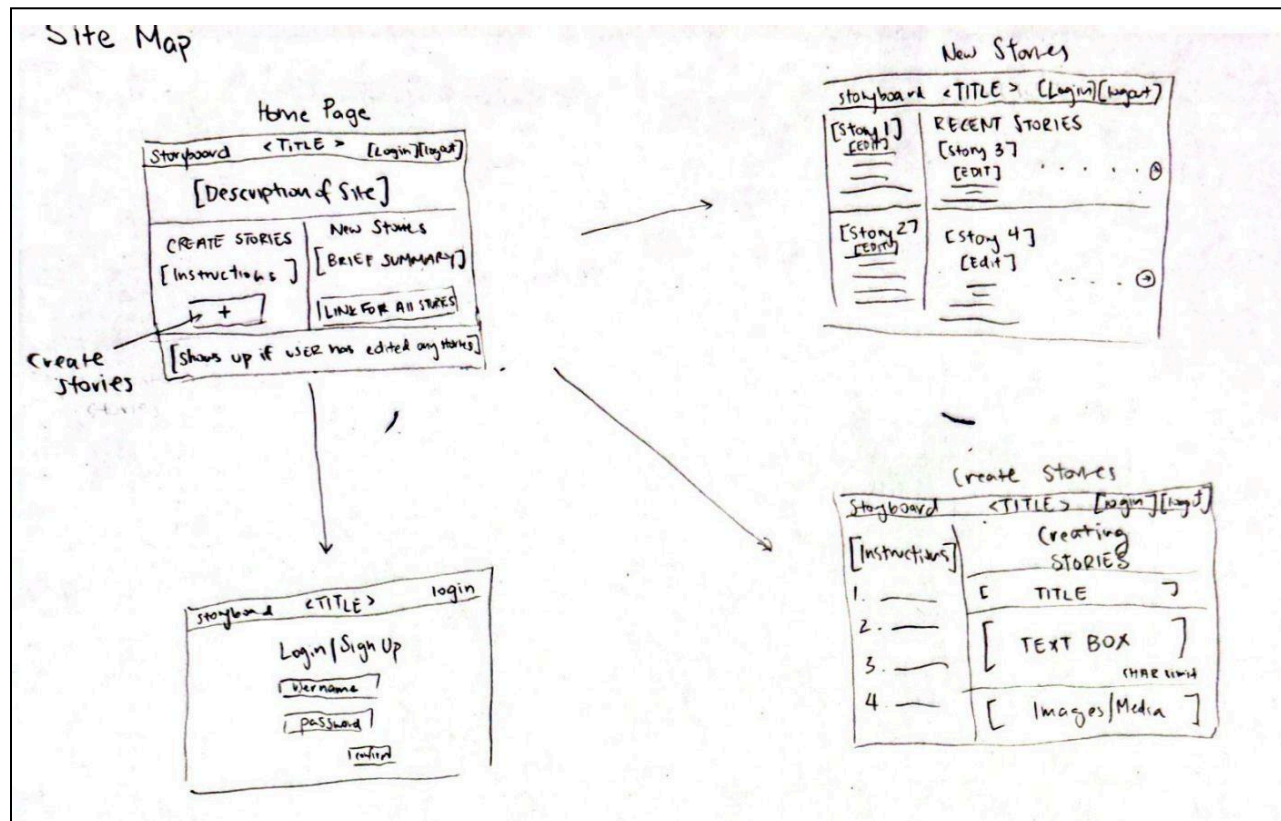 Site Map
Home Page
Storyboard <TITLE> [Login][logout]
[Description of Site]
CREATE STORIES
[Instructions]
+
New Stories
[BRIEF SUMMARY]
[LINK FOR All STORIES]
[Shows up if USER has edited any stories]
Create
Stories
New Stories
Storyboard <TITLE> [Login][logout]
[Story 1]
[EDIT]
[Story 2]
[EDIT]
RECENT STORIES
[Story 3]
[EDIT]
[Story 4]
[Edit]
storyboard <TITLE> login
Login/Sign Up
[username]
[password]
[confirm]
Create Stories
Storyboard <TITLE> [login][logout]
[Instructions]
1.
2.
3.
4.
Creating
STORIES
[ TITLE ]
[ TEXT BOX ]
CHAR limit
[ Images/Media ]